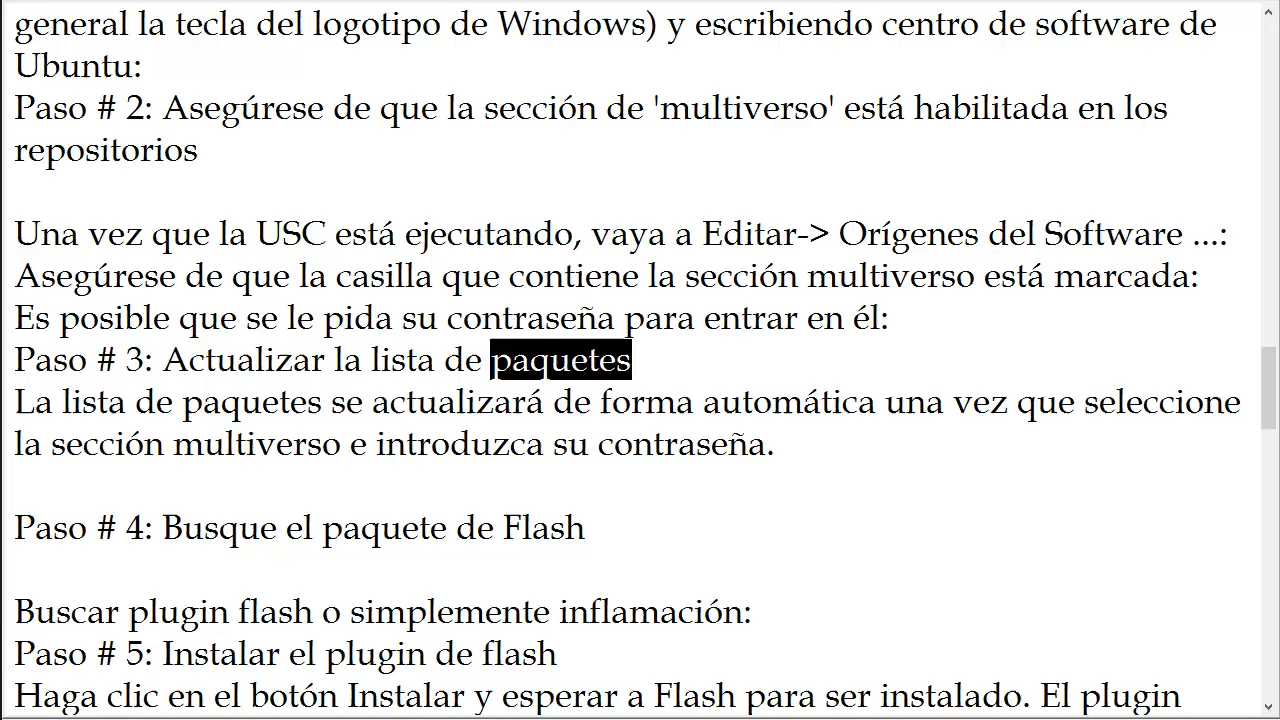 general la tecla del logotipo de Windows) y escribiendo centro de software de
Ubuntu:
Paso # 2: Asegúrese de que la sección de 'multiverso' está habilitada en los
repositorios
Una vez que la USC está ejecutando, vaya a Editar-> Orígenes del Software ...:
Asegúrese de que la casilla que contiene la sección multiverso está marcada:
Es posible que se le pida su contraseña para entrar en él:
Paso # 3: Actualizar la lista de paquetes
La lista de paquetes se actualizará de forma automática una vez que seleccione
la sección multiverso e introduzca su contraseña.
Paso # 4: Busque el paquete de Flash
Buscar plugin flash o simplemente inflamación:
Paso # 5: Instalar el plugin de flash
Haga clic en el botón Instalar y esperar a Flash para ser instalado. El plugin